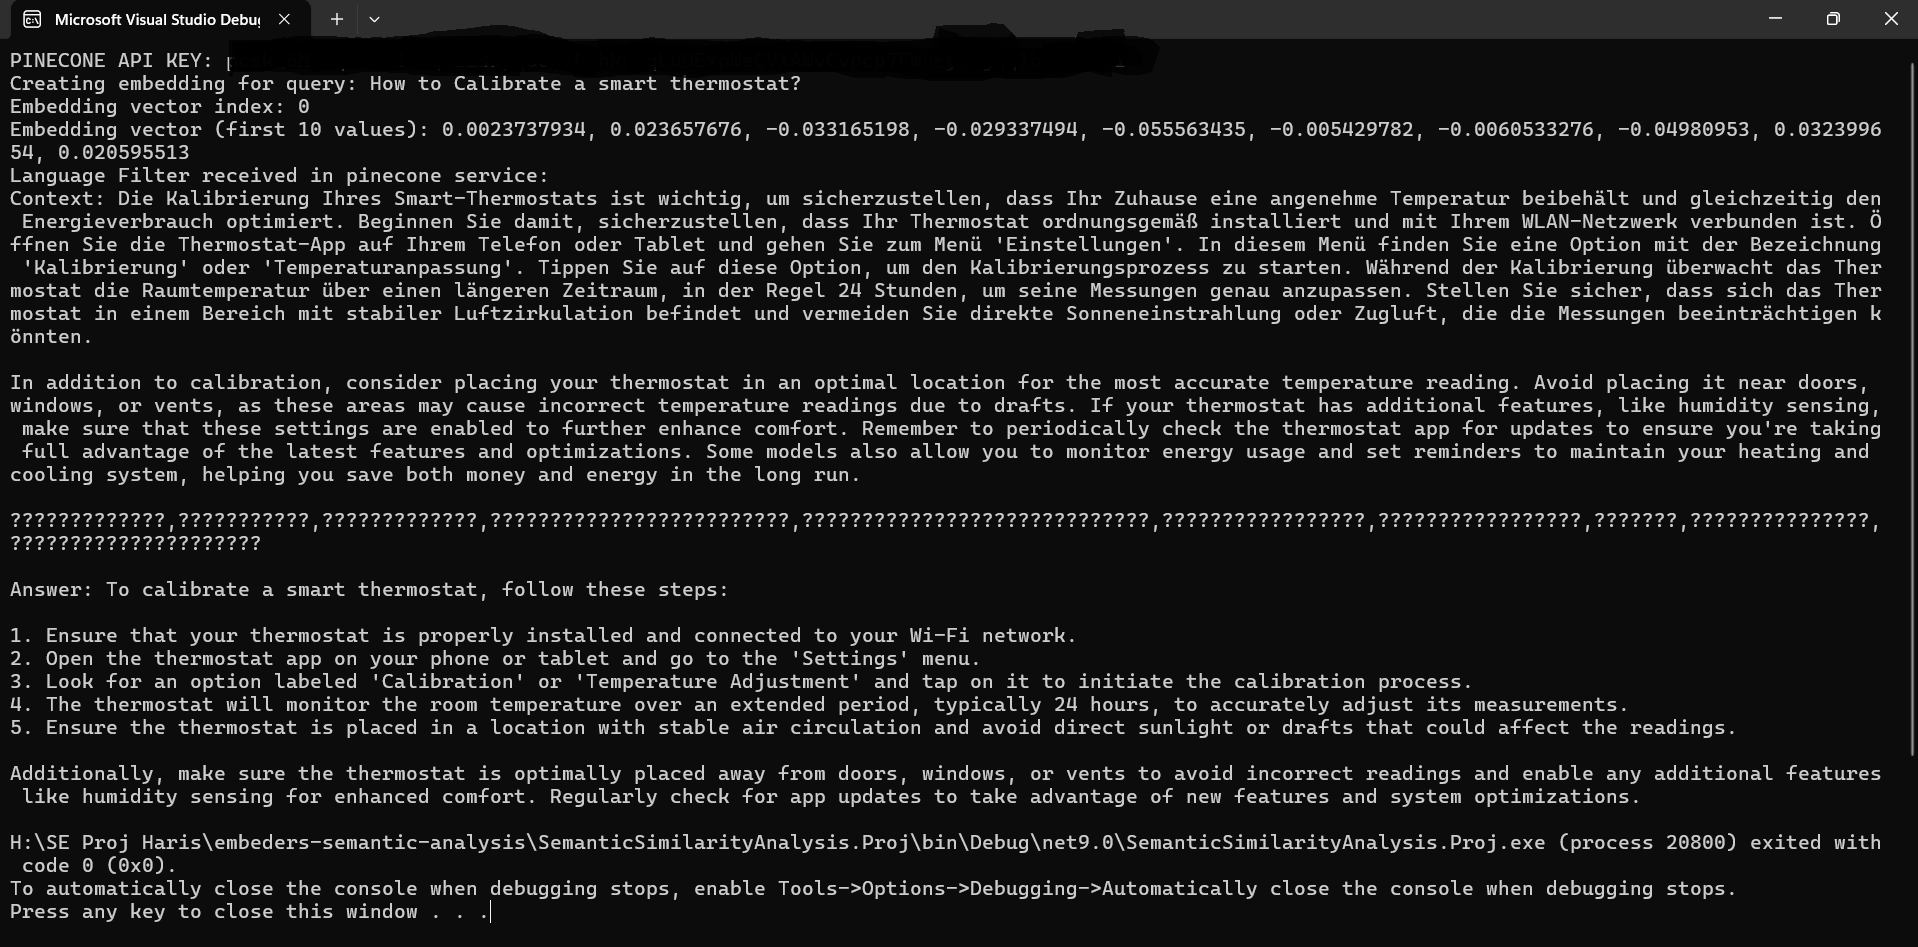 Microsoft Visual Studio Debug
PINECONE API KEY:
Creating embedding for query: How to Calibrate a smart thermostat?
Embedding vector index: 0
Embedding vector (first 10 values): 0.0023737934, 0.023657676, -0.033165198, -0.029337494, -0.055563435, -0.005429782, -0.0060533276, -0.04980953, 0.0323996
54, 0.020595513
Language Filter received in pinecone service:
Context: Die Kalibrierung Ihres Smart-Thermostats ist wichtig, um sicherzustellen, dass Ihr Zuhause eine angenehme Temperatur beibehält und gleichzeitig den
Energieverbrauch optimiert. Beginnen Sie damit, sicherzustellen, dass Ihr Thermostat ordnungsgemäß installiert und mit Ihrem WLAN-Netzwerk verbunden ist. Ö
ffnen Sie die Thermostat-App auf Ihrem Telefon oder Tablet und gehen Sie zum Menü 'Einstellungen'. In diesem Menü finden Sie eine Option mit der Bezeichnung
'Kalibrierung' oder 'Temperaturanpassung'. Tippen Sie auf diese Option, um den Kalibrierungsprozess zu starten. Während der Kalibrierung überwacht das Ther
mostat die Raumtemperatur über einen längeren Zeitraum, in der Regel 24 Stunden, um seine Messungen genau anzupassen. Stellen Sie sicher, dass sich das Ther
mostat in einem Bereich mit stabiler Luftzirkulation befindet und vermeiden Sie direkte Sonneneinstrahlung oder Zugluft, die die Messungen beeinträchtigen k
önnten.
In addition to calibration, consider placing your thermostat in an optimal location for the most accurate temperature reading. Avoid placing it near doors,
windows, or vents, as these areas may cause incorrect temperature readings due to drafts. If your thermostat has additional features, like humidity sensing,
make sure that these settings are enabled to further enhance comfort. Remember to periodically check the thermostat app for updates to ensure you're taking
full advantage of the latest features and optimizations. Some models also allow you to monitor energy usage and set reminders to maintain your heating and
cooling system, helping you save both money and energy in the long run.
?????????????,???????????,?????????????,?????????????????????????,?????????????????????????????,?????????????????,?????????????????,???????,???????????????,
?????????????????????
Answer: To calibrate a smart thermostat, follow these steps:
1. Ensure that your thermostat is properly installed and connected to your Wi-Fi network.
2. Open the thermostat app on your phone or tablet and go to the 'Settings' menu.
3. Look for an option labeled 'Calibration' or 'Temperature Adjustment' and tap on it to initiate the calibration process.
4. The thermostat will monitor the room temperature over an extended period, typically 24 hours, to accurately adjust its measurements.
5. Ensure the thermostat is placed in a location with stable air circulation and avoid direct sunlight or drafts that could affect the readings.
Additionally, make sure the thermostat is optimally placed away from doors, windows, or vents to avoid incorrect readings and enable any additional features
like humidity sensing for enhanced comfort. Regularly check for app updates to take advantage of new features and system optimizations.
H:\SE Proj Haris\embeders-semantic-analysis\SemanticSimilarityAnalysis.Proj\bin\Debug\net9.0\SemanticSimilarityAnalysis.Proj.exe (process 20800) exited with
code 0 (0x0).
To automatically close the console when debugging stops, enable Tools->Options->Debugging->Automatically close the console when debugging stops.
Press any key to close this window . . .